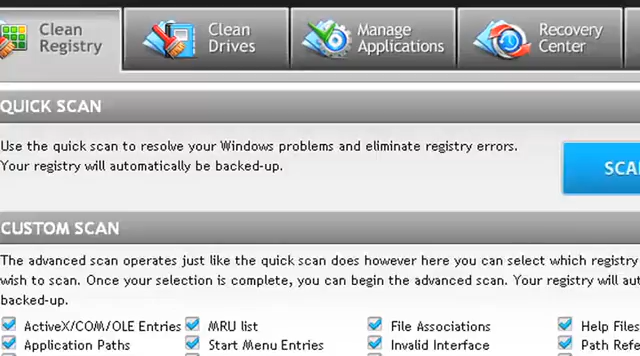 Clean Registry
Clean Drives
Manage Applications
Recovery Center
QUICK SCAN
Use the quick scan to resolve your Windows problems and eliminate registry errors.
Your registry will automatically be backed-up.
CUSTOM SCAN
The advanced scan operates just like the quick scan does however here you can select which registry
wish to scan. Once your selection is complete, you can begin the advanced scan. Your registry will
backed-up.
ActiveX/COM/OLE Entries MRU list File Associations Help Files
Application Paths Start Menu Entries Invalid Interface Path